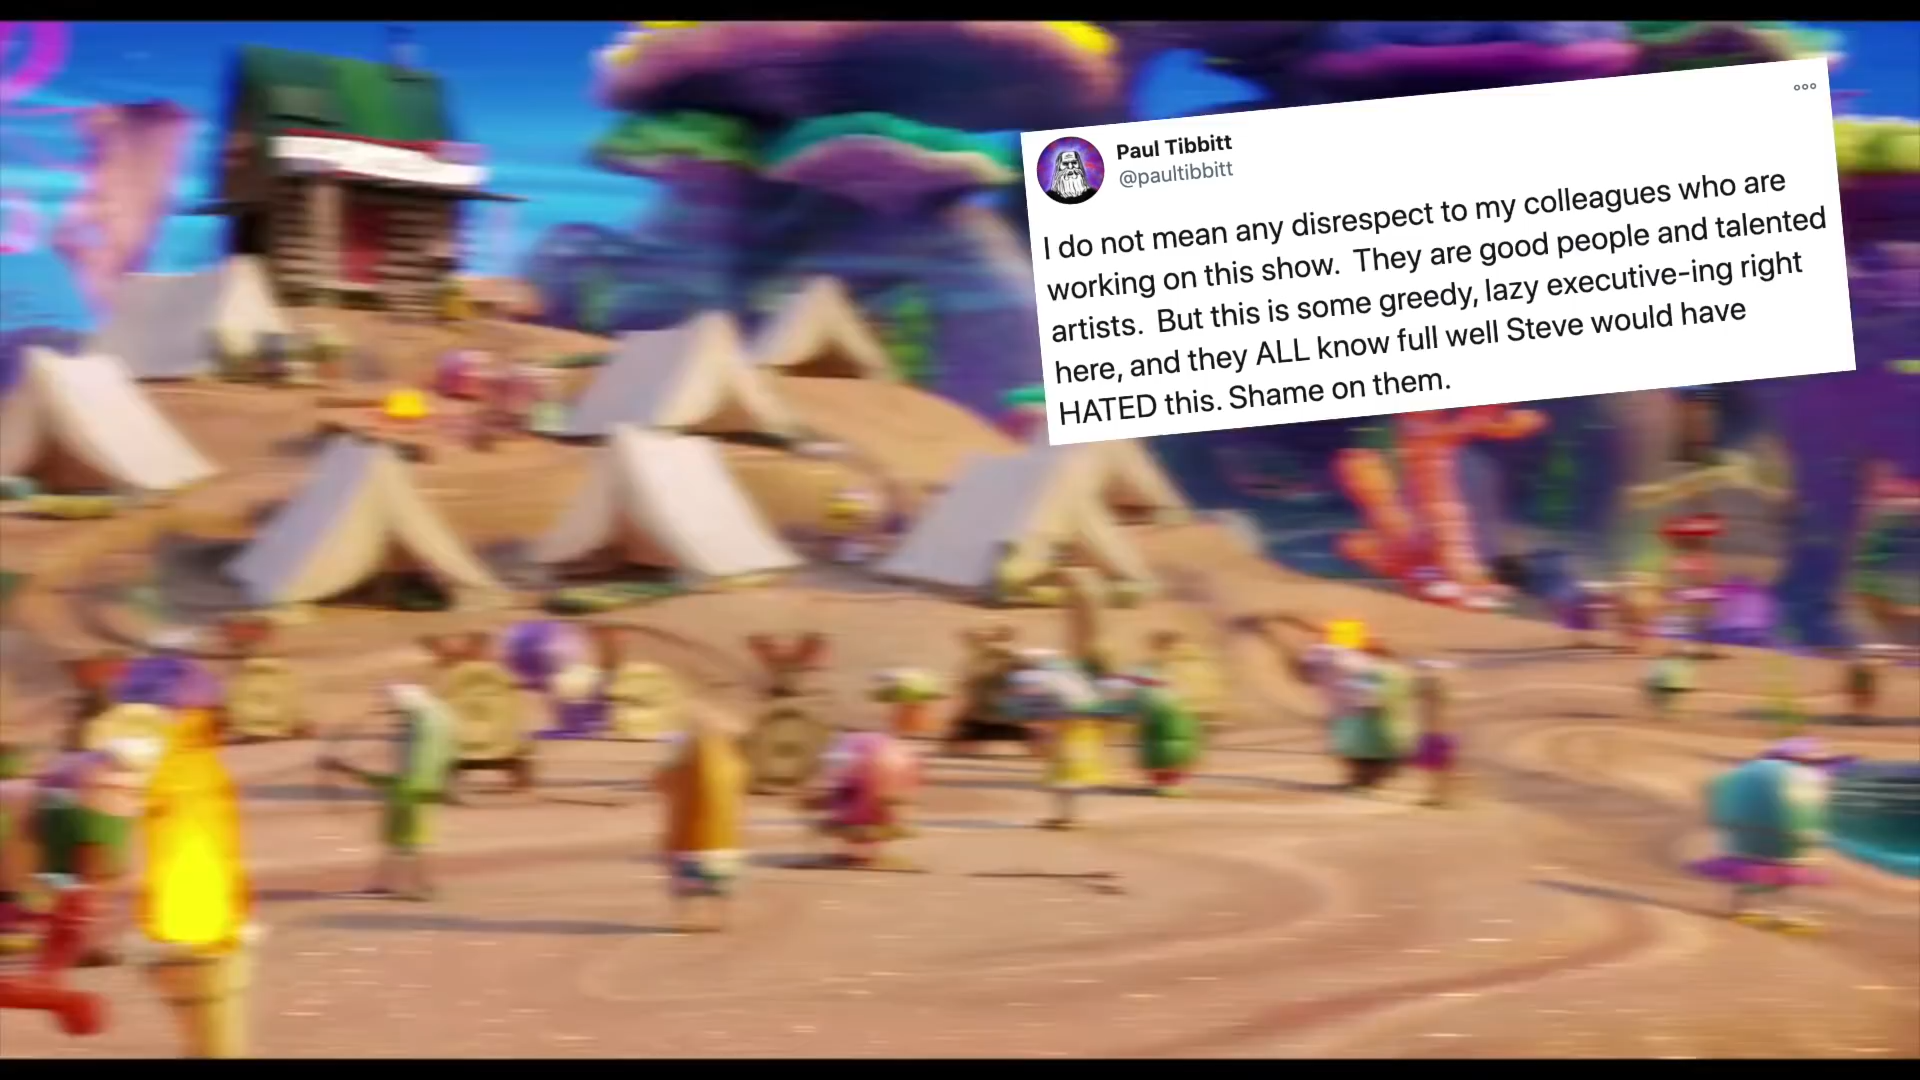 Paul Tibbitt
@paultibbitt
I do not mean any disrespect to my colleagues who are
working on this show.  They are good people and talented
artists.  But this is some greedy, lazy executive-ing right
here, and they ALL know full well Steve would have
HATED this. Shame on them.